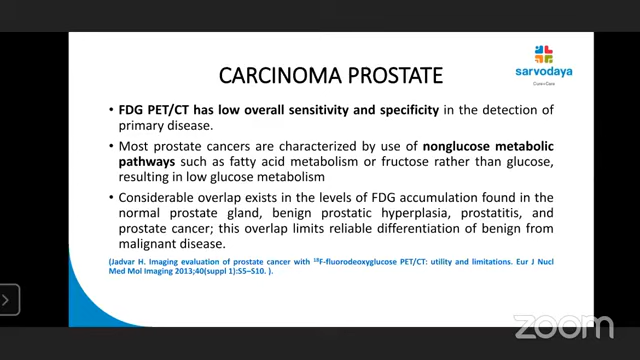 sarvodaya
Cure+Care
CARCINOMA PROSTATE
• FDG PET/CT has low overall sensitivity and specificity in the detection of
primary disease.
• Most prostate cancers are characterized by use of nonglucose metabolic
pathways such as fatty acid metabolism or fructose rather than glucose,
resulting in low glucose metabolism
• Considerable overlap exists in the levels of FDG accumulation found in the
normal prostate gland, benign prostatic hyperplasia, prostatitis, and
prostate cancer; this overlap limits reliable differentiation of benign from
malignant disease.
(Jadvar H. Imaging evaluation of prostate cancer with ¹⁸F-fluorodeoxyglucose PET/CT: utility and limitations. Eur J Nucl
Med Mol Imaging 2013;40(suppl 1):S5–S10. ).
zoom